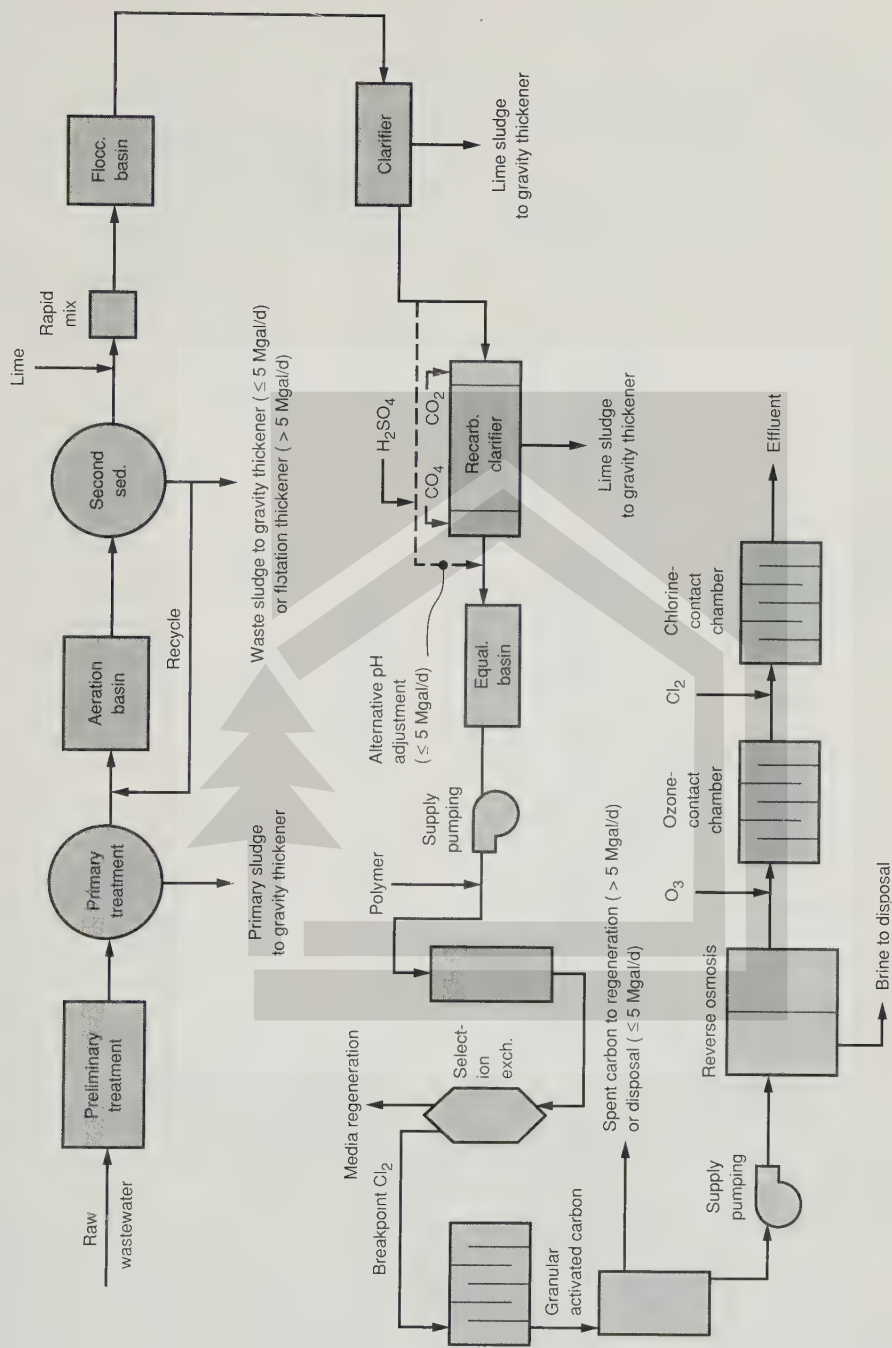 Raw
wastewater
Preliminary
treatment
Primary
treatment
Primary sludge
to gravity thickener
Aeration
basin
Recycle
Second
sed.
Waste sludge to gravity thickener ( ≤ 5 Mgal/d)
or flotation thickener ( > 5 Mgal/d)
Lime
Rapid
mix
Flocc.
basin
Clarifier
Lime sludge
to gravity thickener
H₂SO₄
CO₄
CO₂
Recarb.
clarifier
Lime sludge
to gravity thickener
Alternative pH
adjustment
( ≤ 5 Mgal/d)
Equal.
basin
Supply
pumping
Polymer
Select-
ion
exch.
Media regeneration
Breakpoint Cl₂
Granular
activated carbon
Spent carbon to regeneration ( > 5 Mgal/d)
or disposal ( ≤ 5 Mgal/d)
Supply
pumping
Reverse osmosis
Brine to disposal
O₃
Ozone-
contact
chamber
Cl₂
Chlorine-
contact
chamber
Effluent